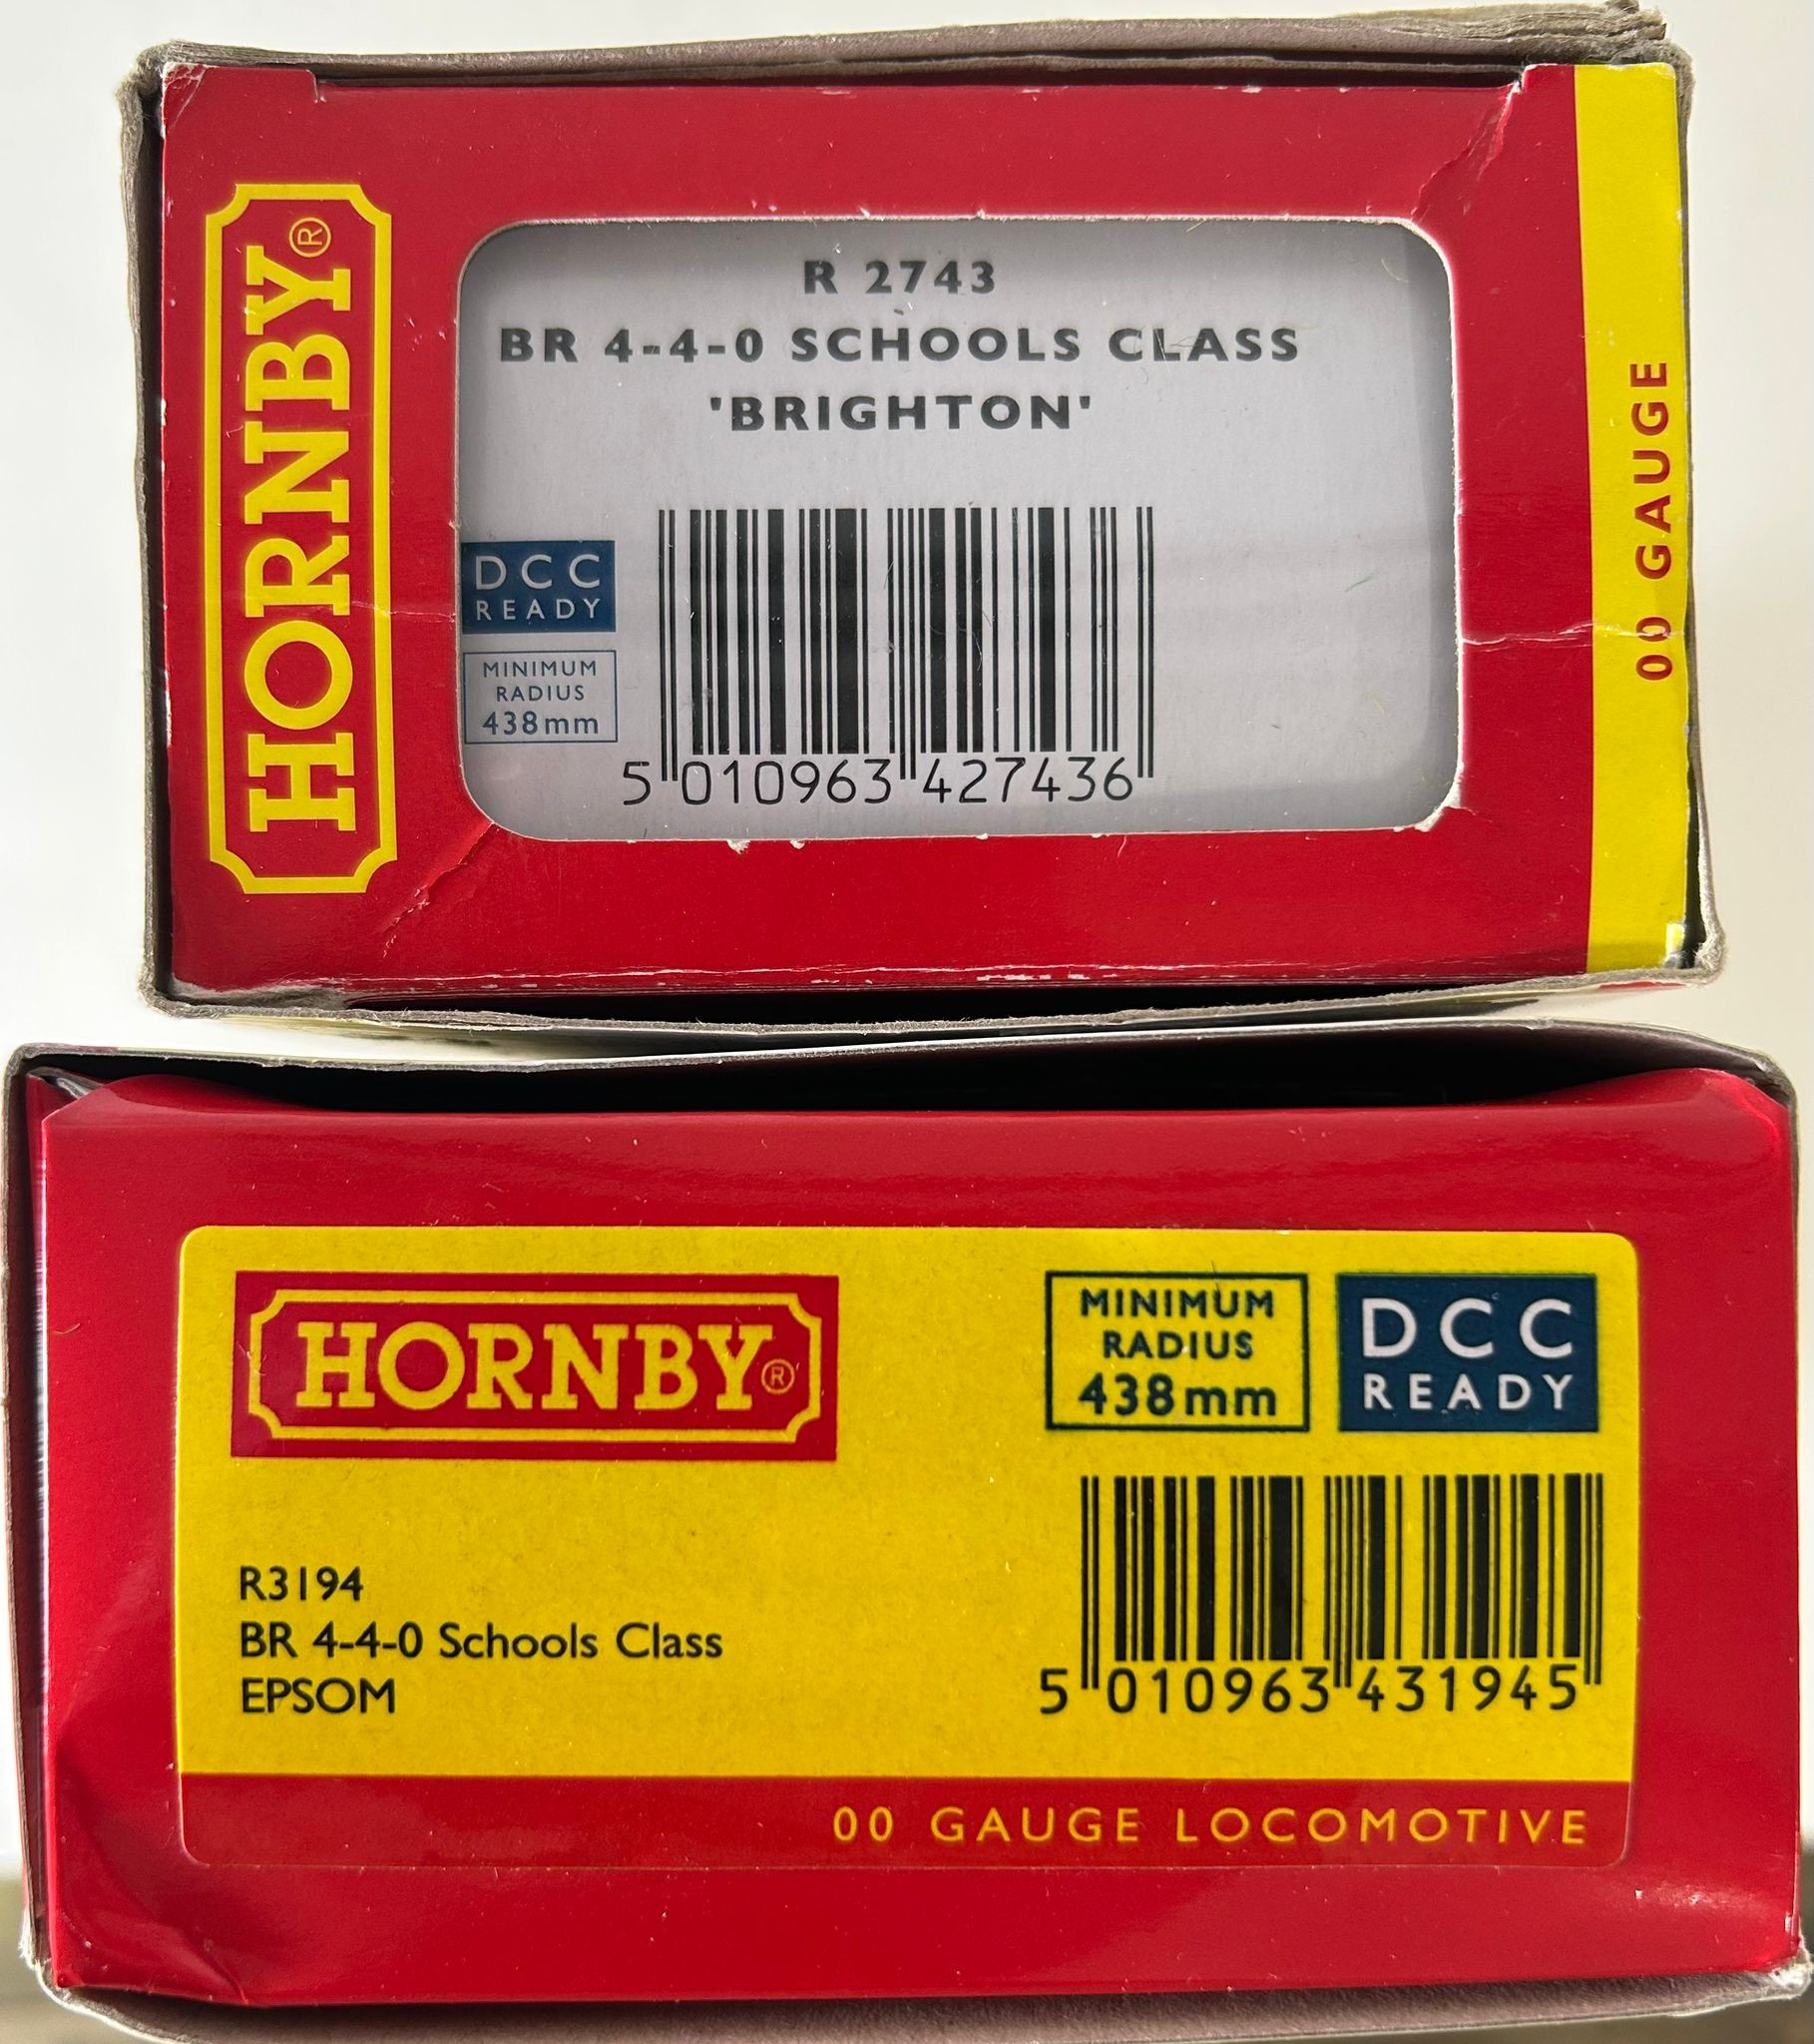 HORNBY®
R 2743
BR 4-4-0 SCHOOLS CLASS
'BRIGHTON'
DCC
READY
MINIMUM
RADIUS
438mm
5 010963 427436
00 GAUGE
HORNBY®
MINIMUM
RADIUS
438mm
DCC
READY
R3194
BR 4-4-0 Schools Class
EPSOM
5 010963 431945
00 GAUGE LOCOMOTIVE